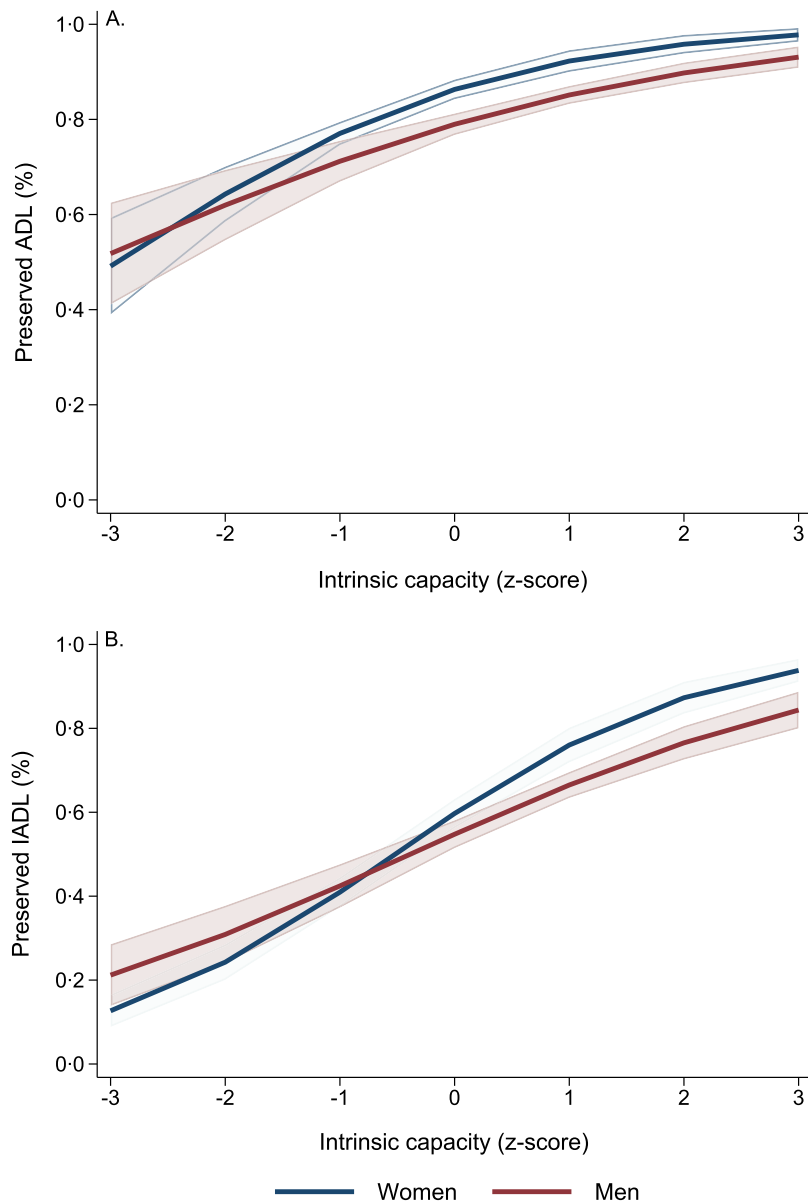 A.
Preserved ADL (%)
1·0
0·8
0·6
0·4
0·2
0·0
-3 -2 -1 0 1 2 3
Intrinsic capacity (z-score)
B.
Preserved IADL (%)
1·0
0·8
0·6
0·4
0·2
0·0
-3 -2 -1 0 1 2 3
Intrinsic capacity (z-score)
Women Men